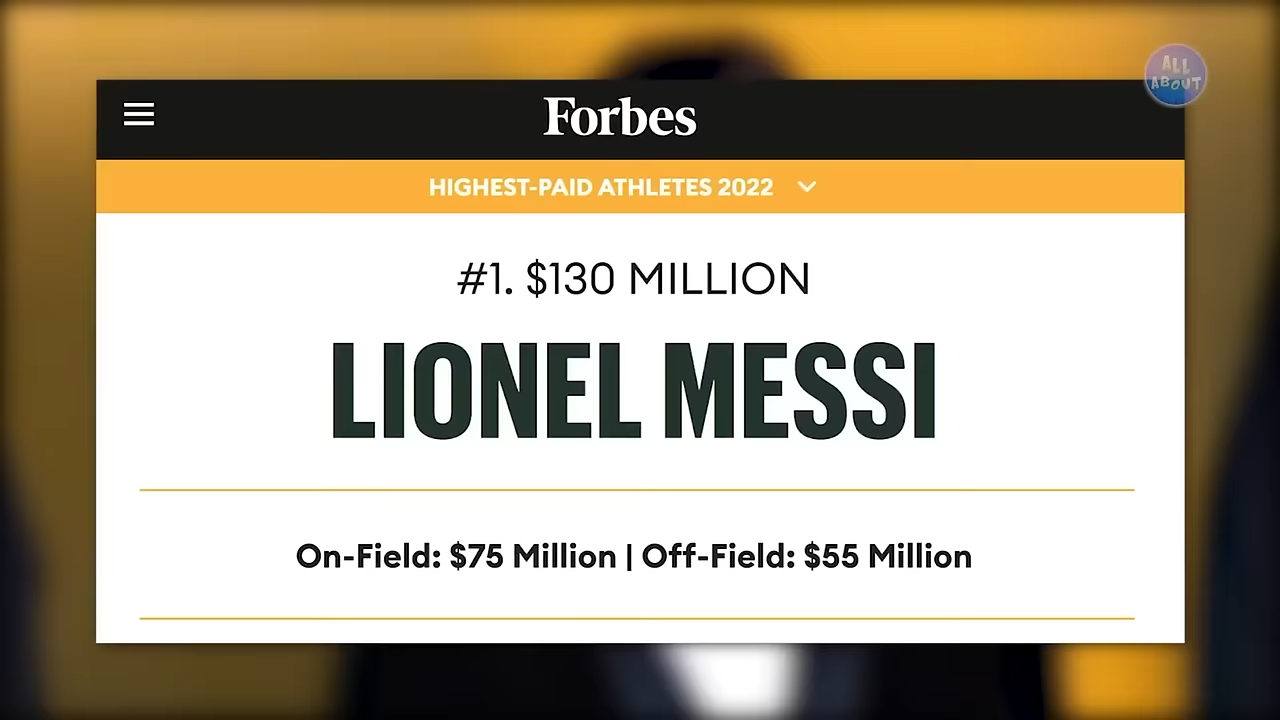 ALL
ABOUT
Forbes
HIGHEST-PAID ATHLETES 2022
#1. $130 MILLION
LIONEL MESSI
On-Field: $75 Million | Off-Field: $55 Million